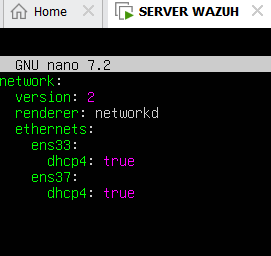 Home × SERVER WAZUH
GNU nano 7.2
network:
  version: 2
  renderer: networkd
  ethernets:
    ens33:
      dhcp4: true
    ens37:
      dhcp4: true